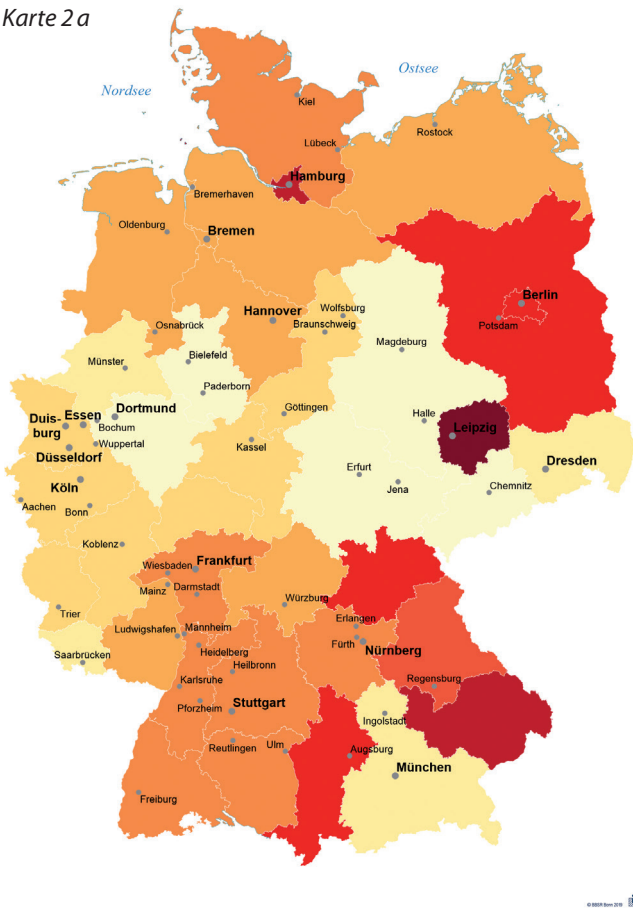 Karte 2 a
Ostsee
Nordsee
Kiel
Lübeck
Rostock
Hamburg
Bremerhaven
Oldenburg
Bremen
Berlin
Potsdam
Hannover
Wolfsburg
Braunschweig
Osnabrück
Magdeburg
Münster
Bielefeld
Paderborn
Göttingen
Halle
Leipzig
Duis-
burg
Essen
Dortmund
Bochum
Wuppertal
Düsseldorf
Kassel
Dresden
Köln
Erfurt
Jena
Chemnitz
Aachen
Bonn
Koblenz
Wiesbaden
Frankfurt
Mainz
Darmstadt
Würzburg
Trier
Erlangen
Ludwigshafen
Mannheim
Fürth
Nürnberg
Saarbrücken
Heidelberg
Heilbronn
Karlsruhe
Regensburg
Pforzheim
Stuttgart
Ingolstadt
Reutlingen
Ulm
Augsburg
München
Freiburg
© BBSR Bonn 2019